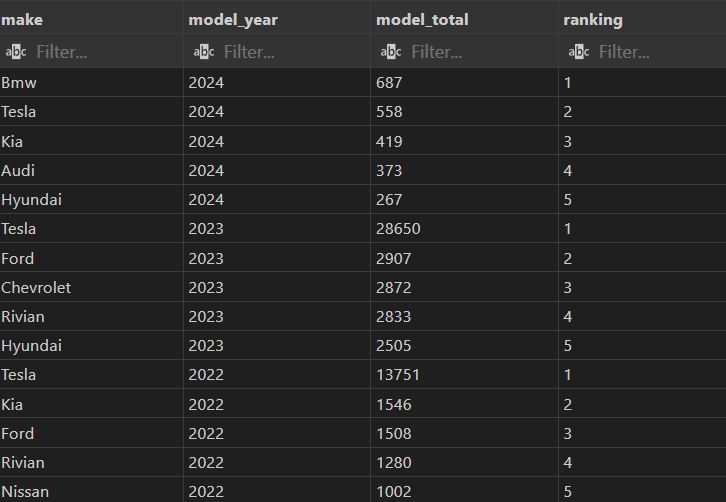 make model_year model_total ranking
abc Filter... abc Filter... abc Filter... abc Filter...
Bmw 2024 687 1
Tesla 2024 558 2
Kia 2024 419 3
Audi 2024 373 4
Hyundai 2024 267 5
Tesla 2023 28650 1
Ford 2023 2907 2
Chevrolet 2023 2872 3
Rivian 2023 2833 4
Hyundai 2023 2505 5
Tesla 2022 13751 1
Kia 2022 1546 2
Ford 2022 1508 3
Rivian 2022 1280 4
Nissan 2022 1002 5